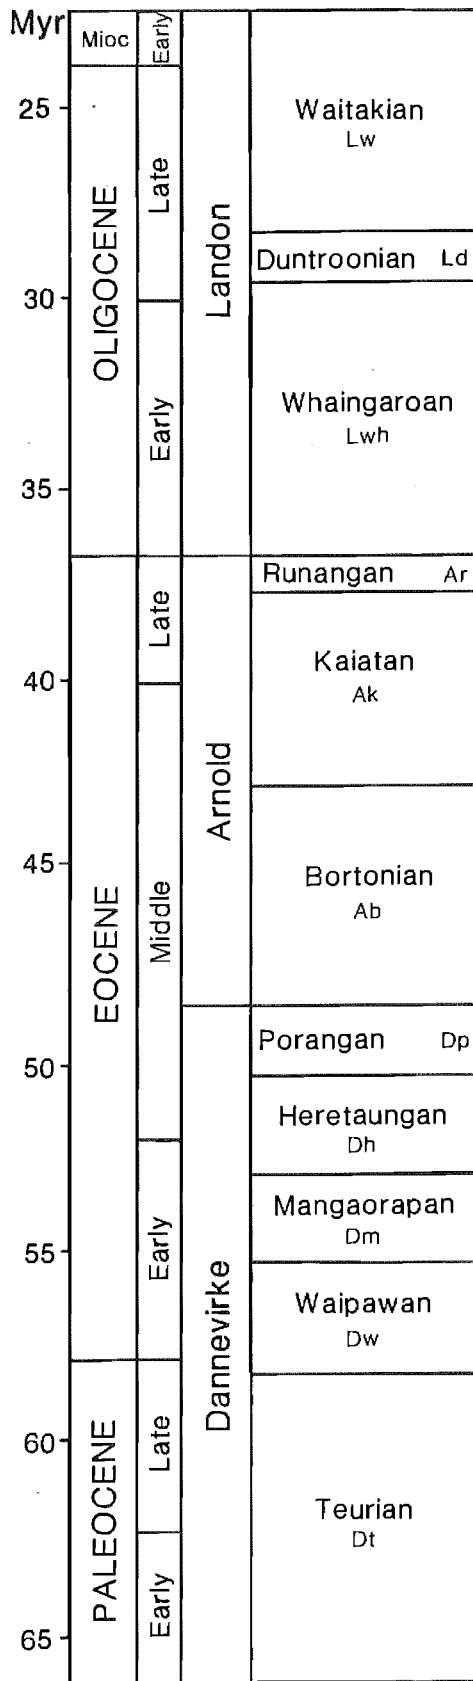 Myr
Mioc
Early
25
Waitakian
Lw
Late
Landon
Duntroonian Ld
30
OLIGOCENE
Whaingaroan
Lwh
Early
35
Runangan Ar
Late
Kaiatan
Ak
40
Arnold
45
Bortonian
Ab
Middle
EOCENE
Porangan Dp
50
Heretaungan
Dh
Mangaorapan
Dm
Early
55
Waipawan
Dw
Dannevirke
60
Late
PALEOCENE
Teurian
Dt
Early
65